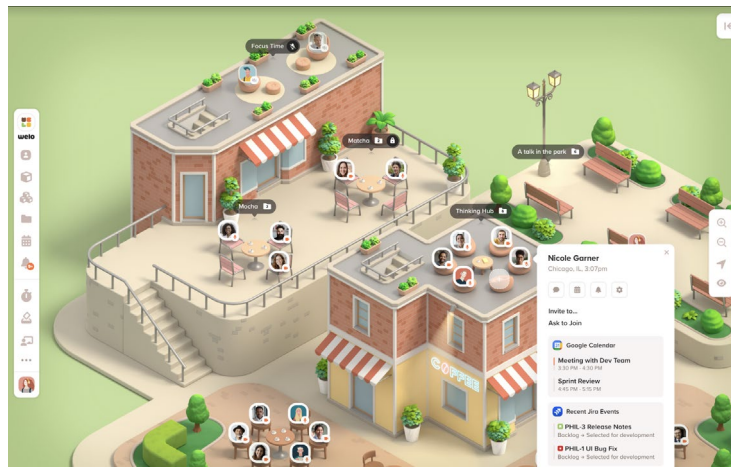 Focus Time
welo
Matcha
A talk in the park
Mocha
Thinking Hub
Nicole Garner
Chicago, IL, 3:07pm
Invite to...
Ask to Join
Google Calendar
Meeting with Dev Team
3:30 PM - 4:30 PM
Sprint Review
4:45 PM - 5:15 PM
COFFEE
Recent Jira Events
PHIL-3 Release Notes
Backlog → Selected for development
PHIL-1 UI Bug Fix
Backlog → Selected for development